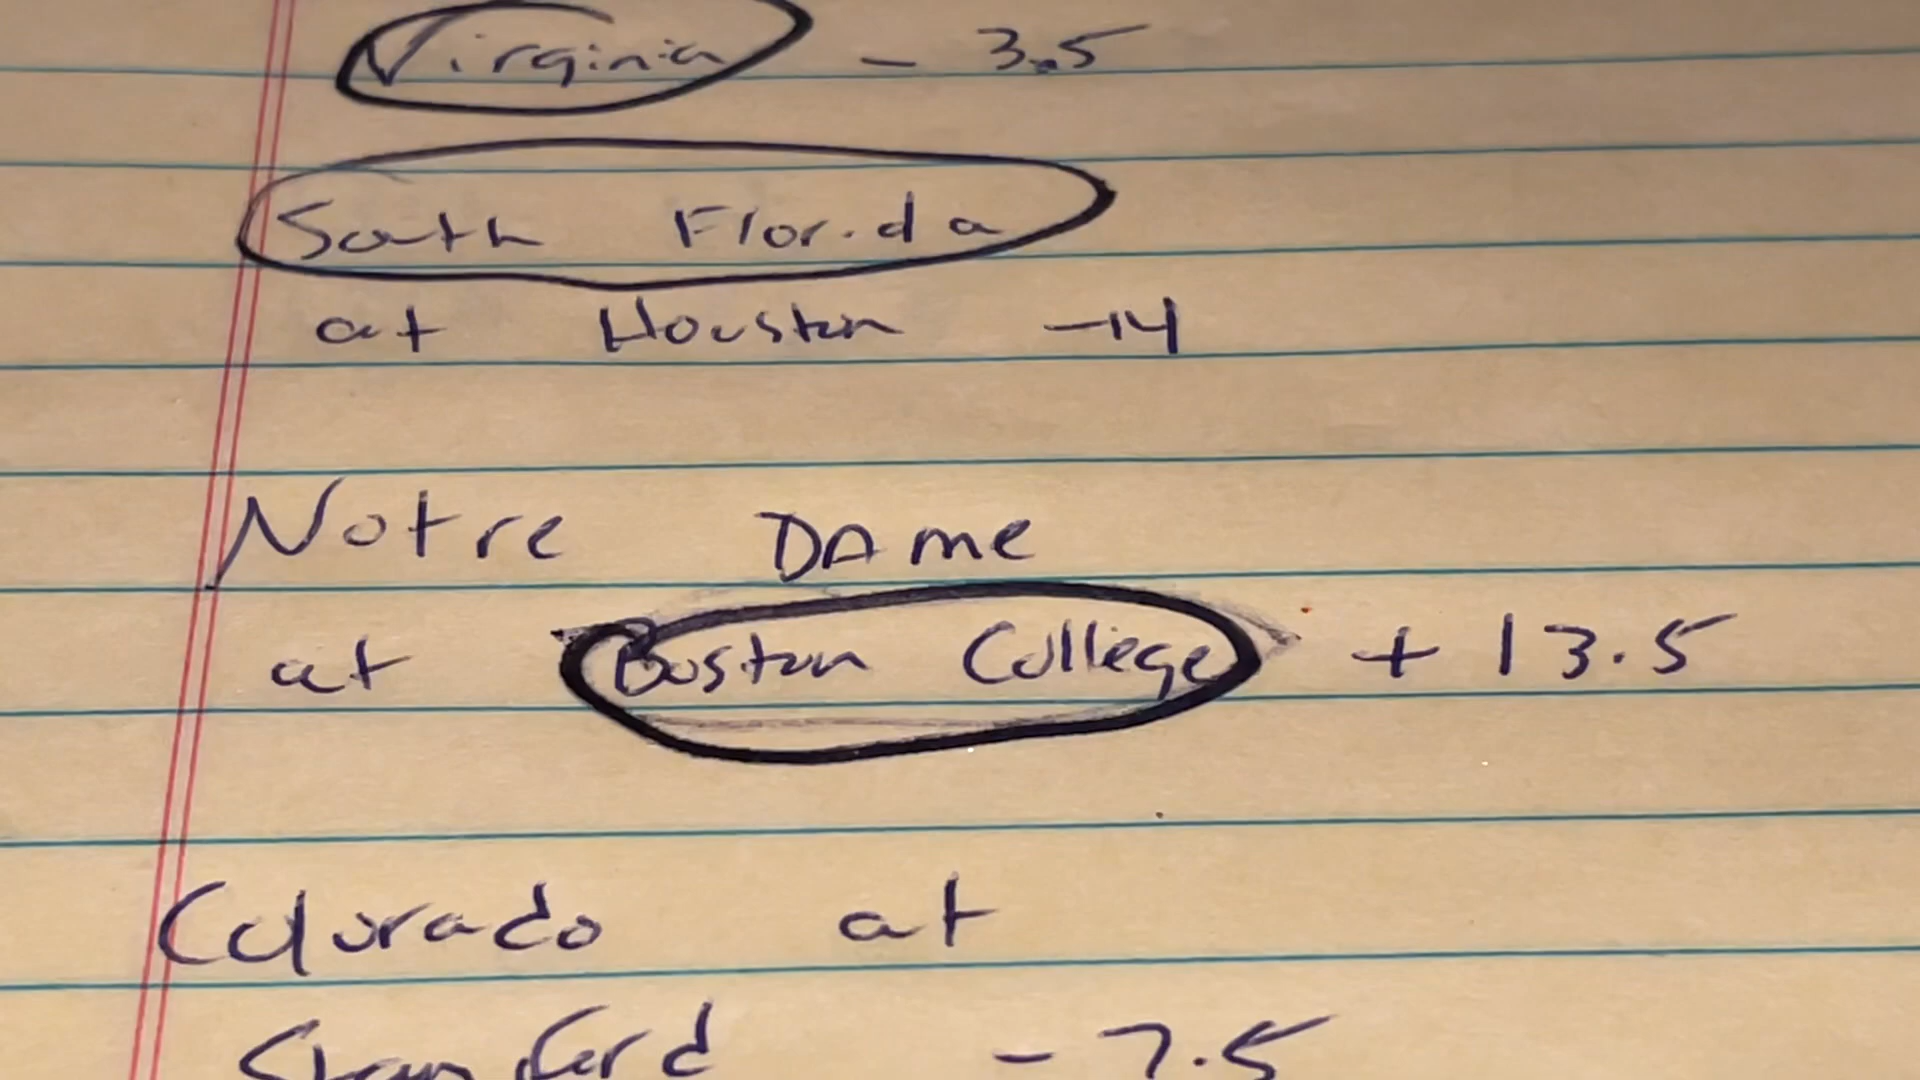 Virginia - 3.5
South Florida
at Houston -14
Notre DAme
at Boston College + 13.5
Colorado at
Stanford - 7.5